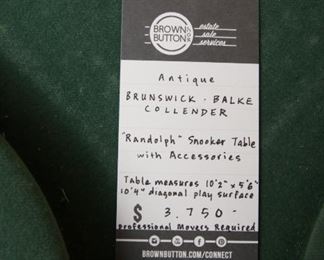 BROWN
BUTTON
.COM
estate
sale
services
Antique
BRUNSWICK - BALKE
COLLENDER
"Randolph" Snooker Table
with Accessories
Table measures 10'2" x 5'6"
10'4" diagonal play surface
$ 3,750-
Professional Movers Required
BROWNBUTTON.COM/CONNECT